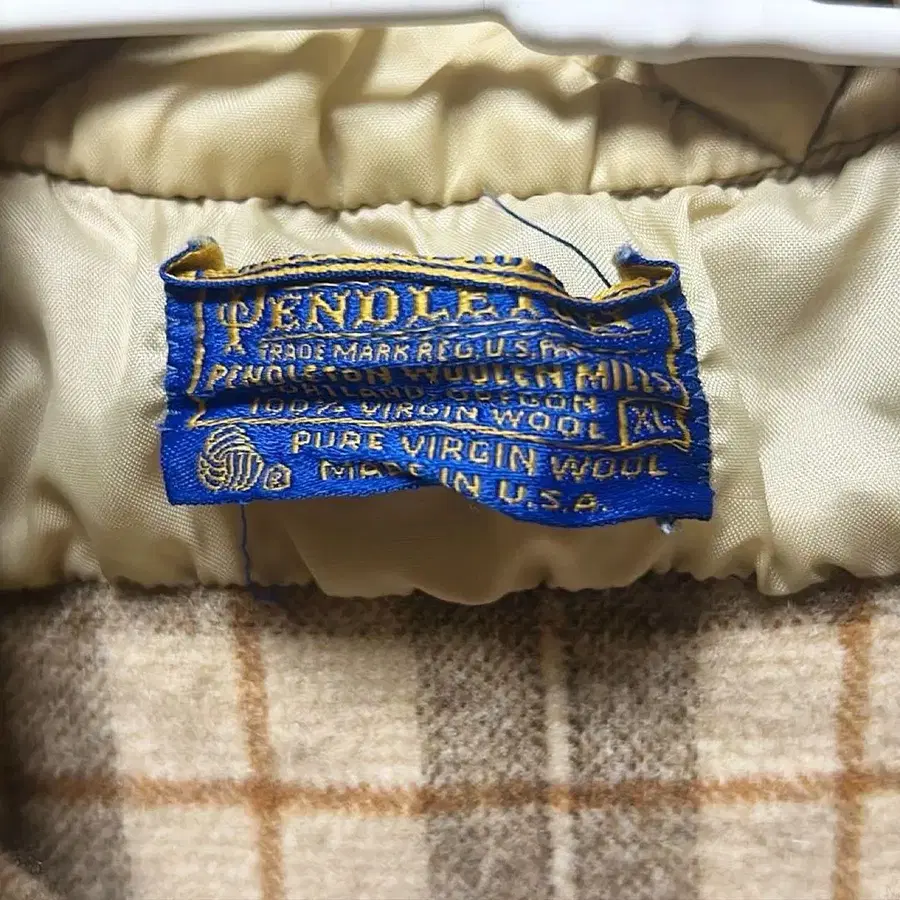 PENDLETON
TRADE MARK REG. U.S. PAT.
PENDLETON WOOLEN MILLS
PORTLAND, OREGON
100% VIRGIN WOOL XL
PURE VIRGIN WOOL
MADE IN U.S.A.